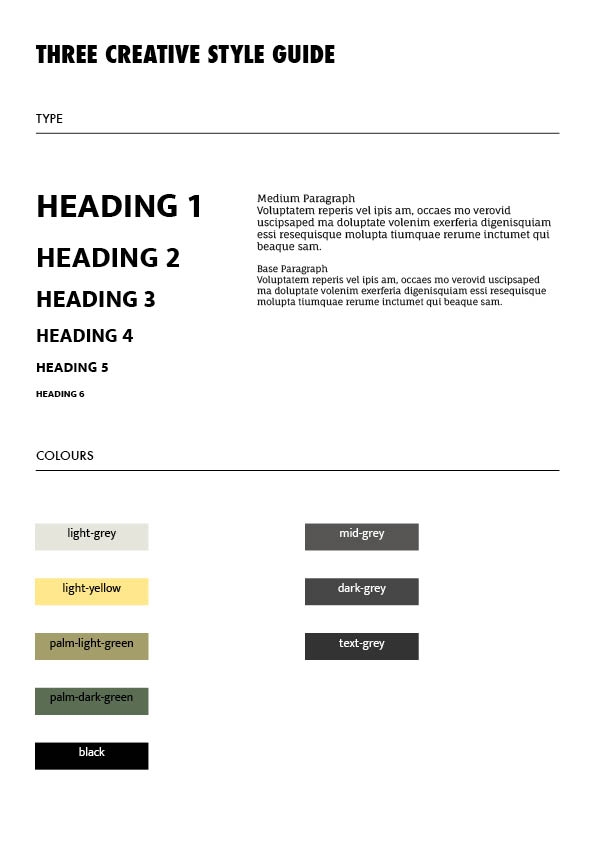 THREE CREATIVE STYLE GUIDE
TYPE
HEADING 1
HEADING 2
HEADING 3
HEADING 4
HEADING 5
HEADING 6
Medium Paragraph
Voluptatem reperis vel ipis am, occaes mo verovid
uscipsaped ma doluptate volenim exerferia digenisquiam
essi resequisque molupta tiumquae rerume inctumet qui
beaque sam.
Base Paragraph
Voluptatem reperis vel ipis am, occaes mo verovid uscipsaped
ma doluptate volenim exerferia digenisquiam essi resequisque
molupta tiumquae rerume inctumet qui beaque sam.
COLOURS
light-grey
light-yellow
palm-light-green
palm-dark-green
black
mid-grey
dark-grey
text-grey